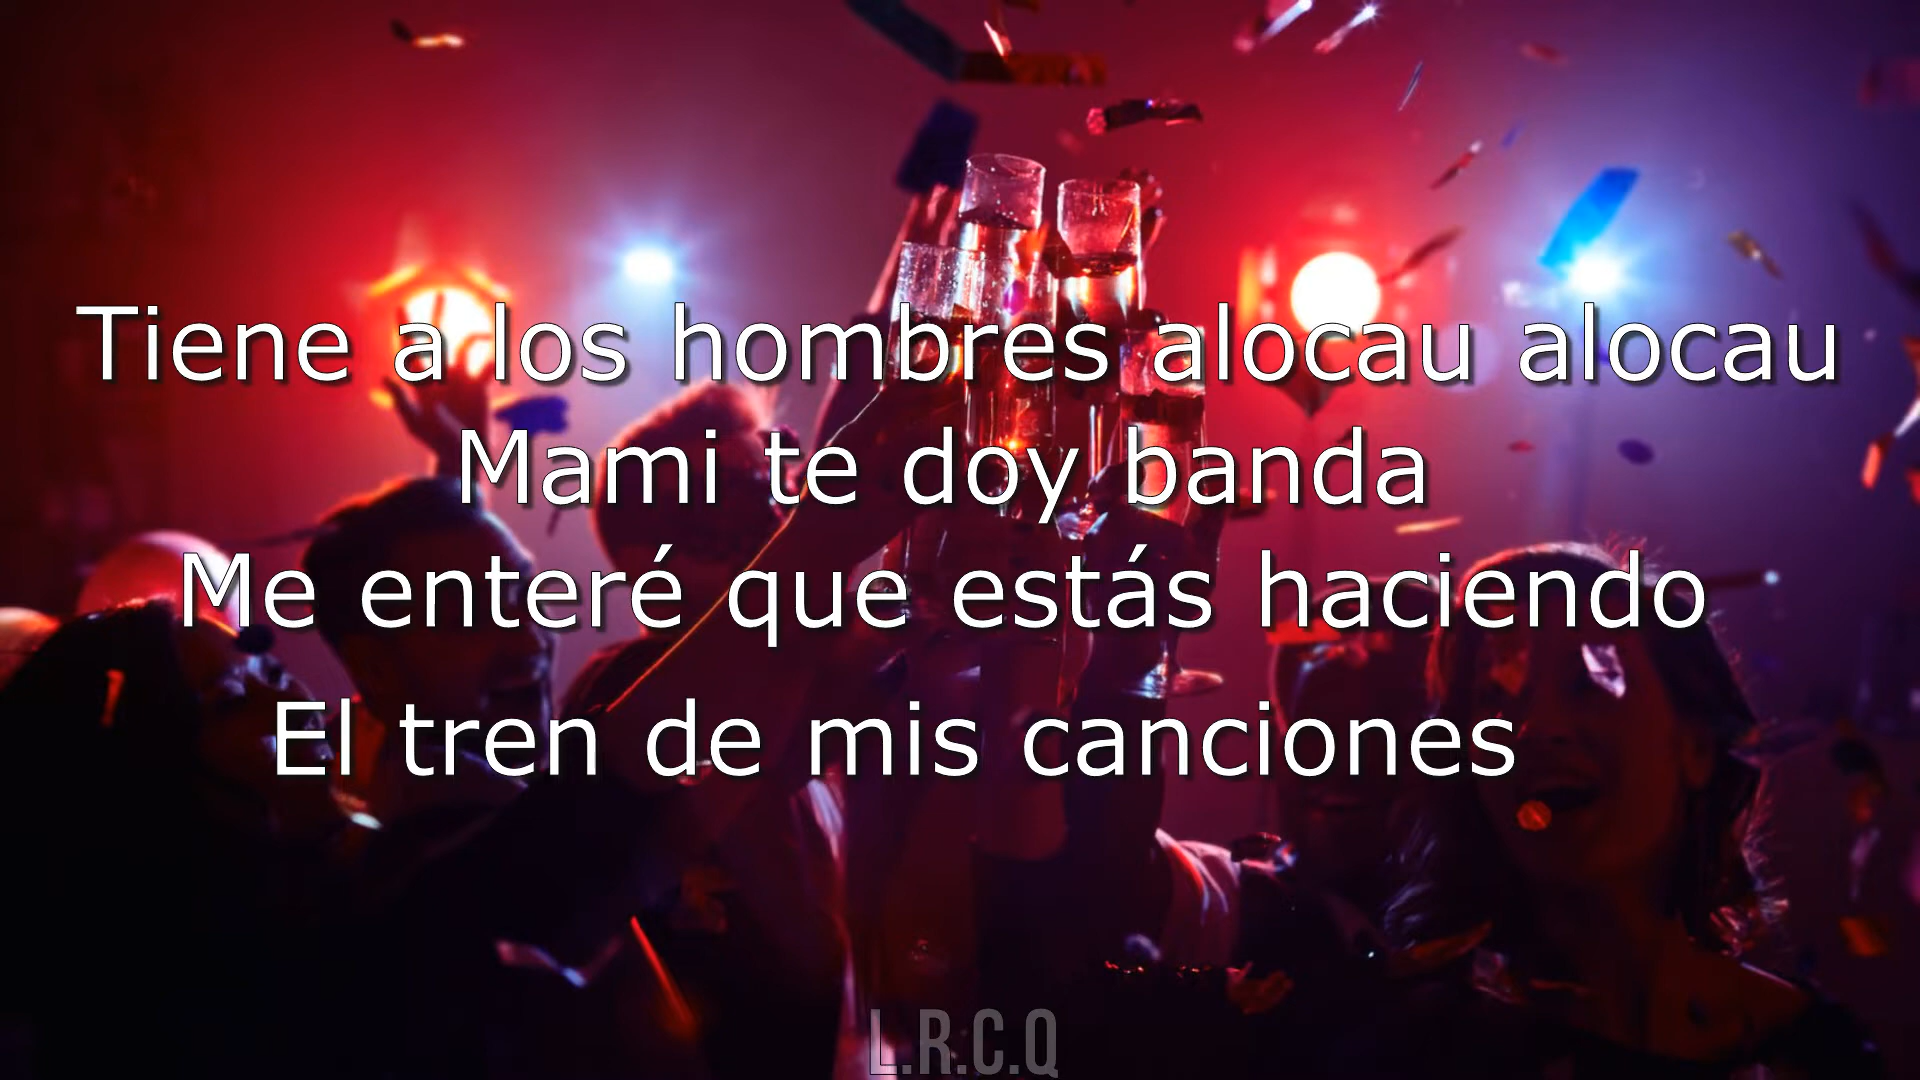 Tiene a los hombres alocau alocau
Mami te doy banda
Me enteré que estás haciendo
El tren de mis canciones
L.R.C.Q